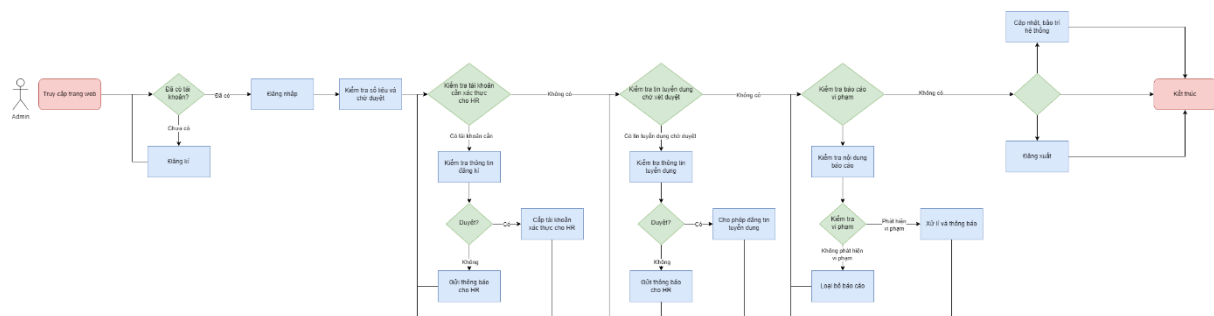 Admin
Truy cập trang web
Đã có tài
khoản?
Đã có
Chưa có
Đăng kí
Đăng nhập
Kiểm tra số liệu và
chờ duyệt
Kiểm tra tài khoản
cần xác thực
cho HR
Không có
Có tài khoản cần
Kiểm tra thông tin
đăng kí
Duyệt?
Có
Cấp tài khoản
xác thực cho HR
Không
Gửi thông báo
cho HR
Kiểm tra tin tuyển dụng
chờ xét duyệt
Không có
Có tin tuyển dụng chờ duyệt
Kiểm tra thông tin
tuyển dụng
Duyệt?
Có
Cho phép đăng tin
tuyển dụng
Không
Gửi thông báo
cho HR
Kiểm tra báo cáo
vi phạm
Không có
Kiểm tra nội dung
báo cáo
Kiểm tra
vi phạm
Phát hiện
vi phạm
Xử lí và thông báo
Không phát hiện
vi phạm
Loại bỏ báo cáo
Cập nhật, bảo trì
hệ thống
Đăng xuất
Kết thúc